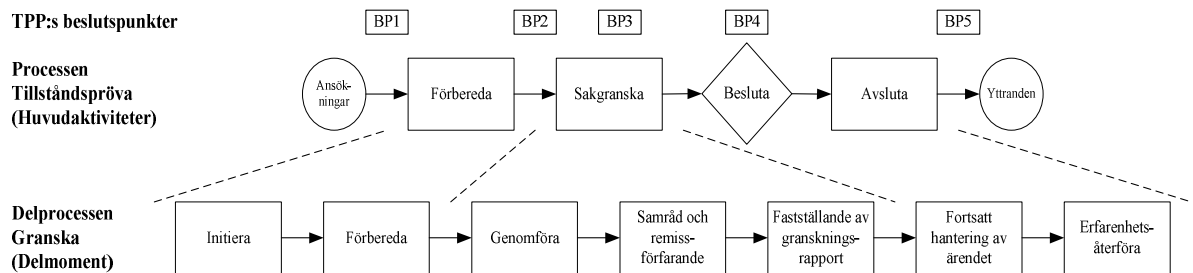 TPP:s beslutspunkter
BP1
BP2
BP3
BP4
BP5
Processen
Tillståndspröva
(Huvudaktiviteter)
Ansök-
ningar
Förbereda
Sakgranska
Besluta
Avsluta
Yttranden
Delprocessen
Granska
(Delmoment)
Initiera
Förbereda
Genomföra
Samråd och
remiss-
förfarande
Fastställande av
gransknings-
rapport
Fortsatt
hantering av
ärendet
Erfarenhets-
återföra